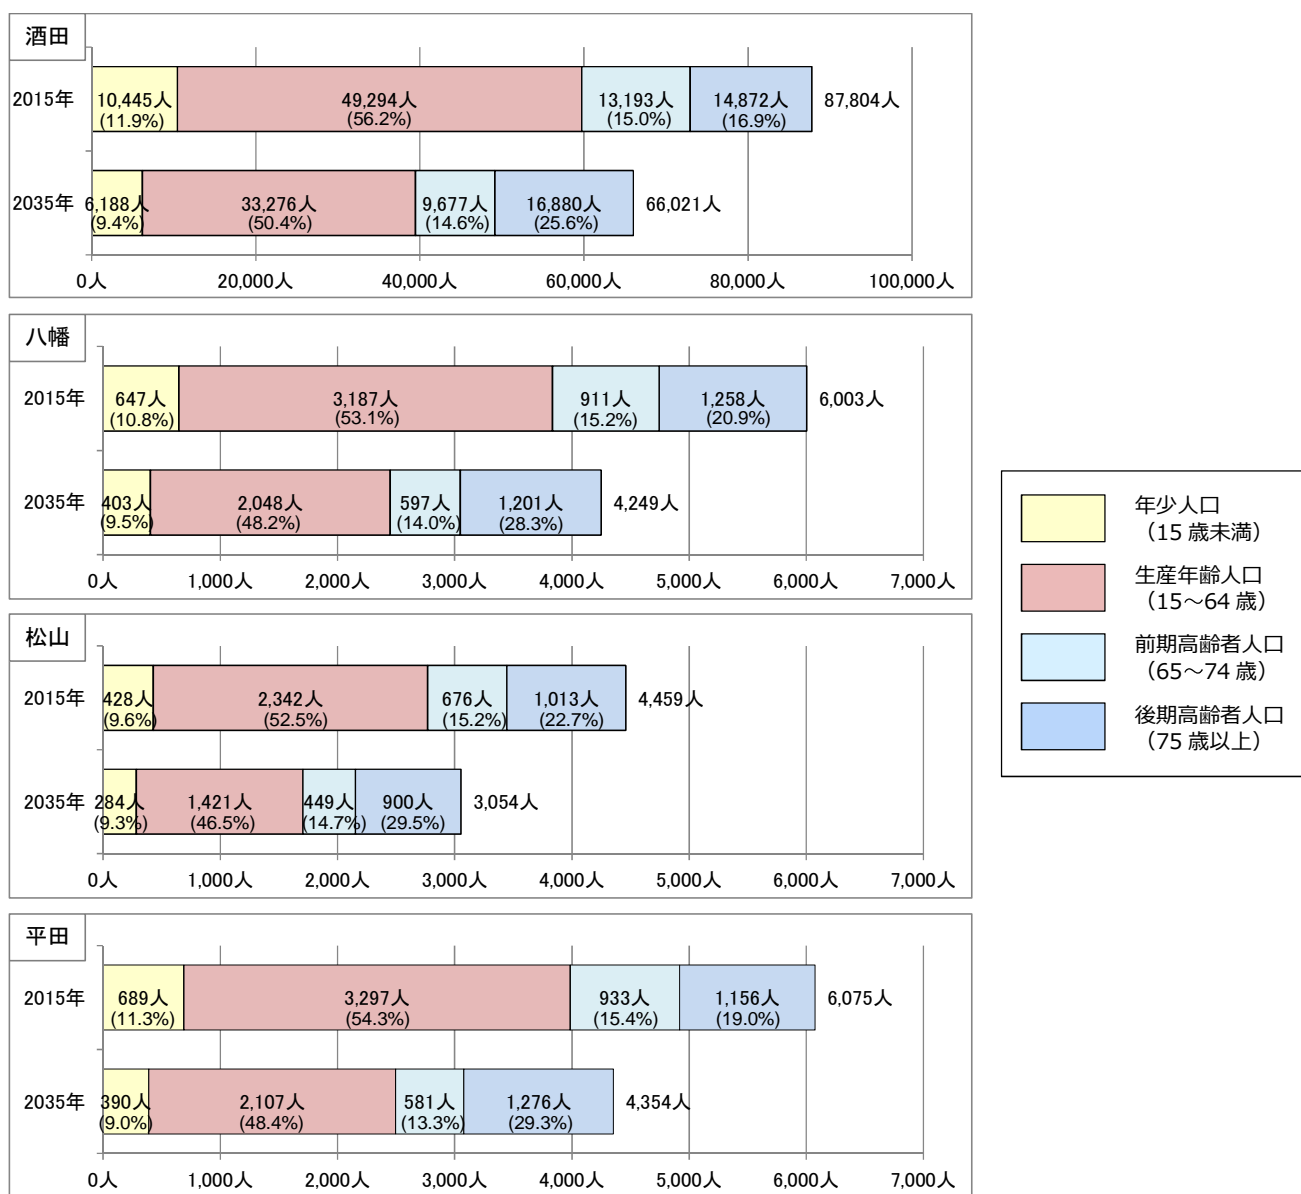 酒田
2015年
10,445人 49,294人 13,193人 14,872人 87,804人
(11.9%) (56.2%) (15.0%) (16.9%)
2035年
6,188人 33,276人 9,677人 16,880人 66,021人
(9.4%) (50.4%) (14.6%) (25.6%)
0人 20,000人 40,000人 60,000人 80,000人 100,000人
八幡
2015年
647人 3,187人 911人 1,258人 6,003人
(10.8%) (53.1%) (15.2%) (20.9%)
2035年
403人 2,048人 597人 1,201人 4,249人
(9.5%) (48.2%) (14.0%) (28.3%)
0人 1,000人 2,000人 3,000人 4,000人 5,000人 6,000人 7,000人
松山
2015年
428人 2,342人 676人 1,013人 4,459人
(9.6%) (52.5%) (15.2%) (22.7%)
2035年
284人 1,421人 449人 900人 3,054人
(9.3%) (46.5%) (14.7%) (29.5%)
0人 1,000人 2,000人 3,000人 4,000人 5,000人 6,000人 7,000人
平田
2015年
689人 3,297人 933人 1,156人 6,075人
(11.3%) (54.3%) (15.4%) (19.0%)
2035年
390人 2,107人 581人 1,276人 4,354人
(9.0%) (48.4%) (13.3%) (29.3%)
0人 1,000人 2,000人 3,000人 4,000人 5,000人 6,000人 7,000人
年少人口
（15 歳未満）
生産年齢人口
（15～64 歳）
前期高齢者人口
（65～74 歳）
後期高齢者人口
（75 歳以上）